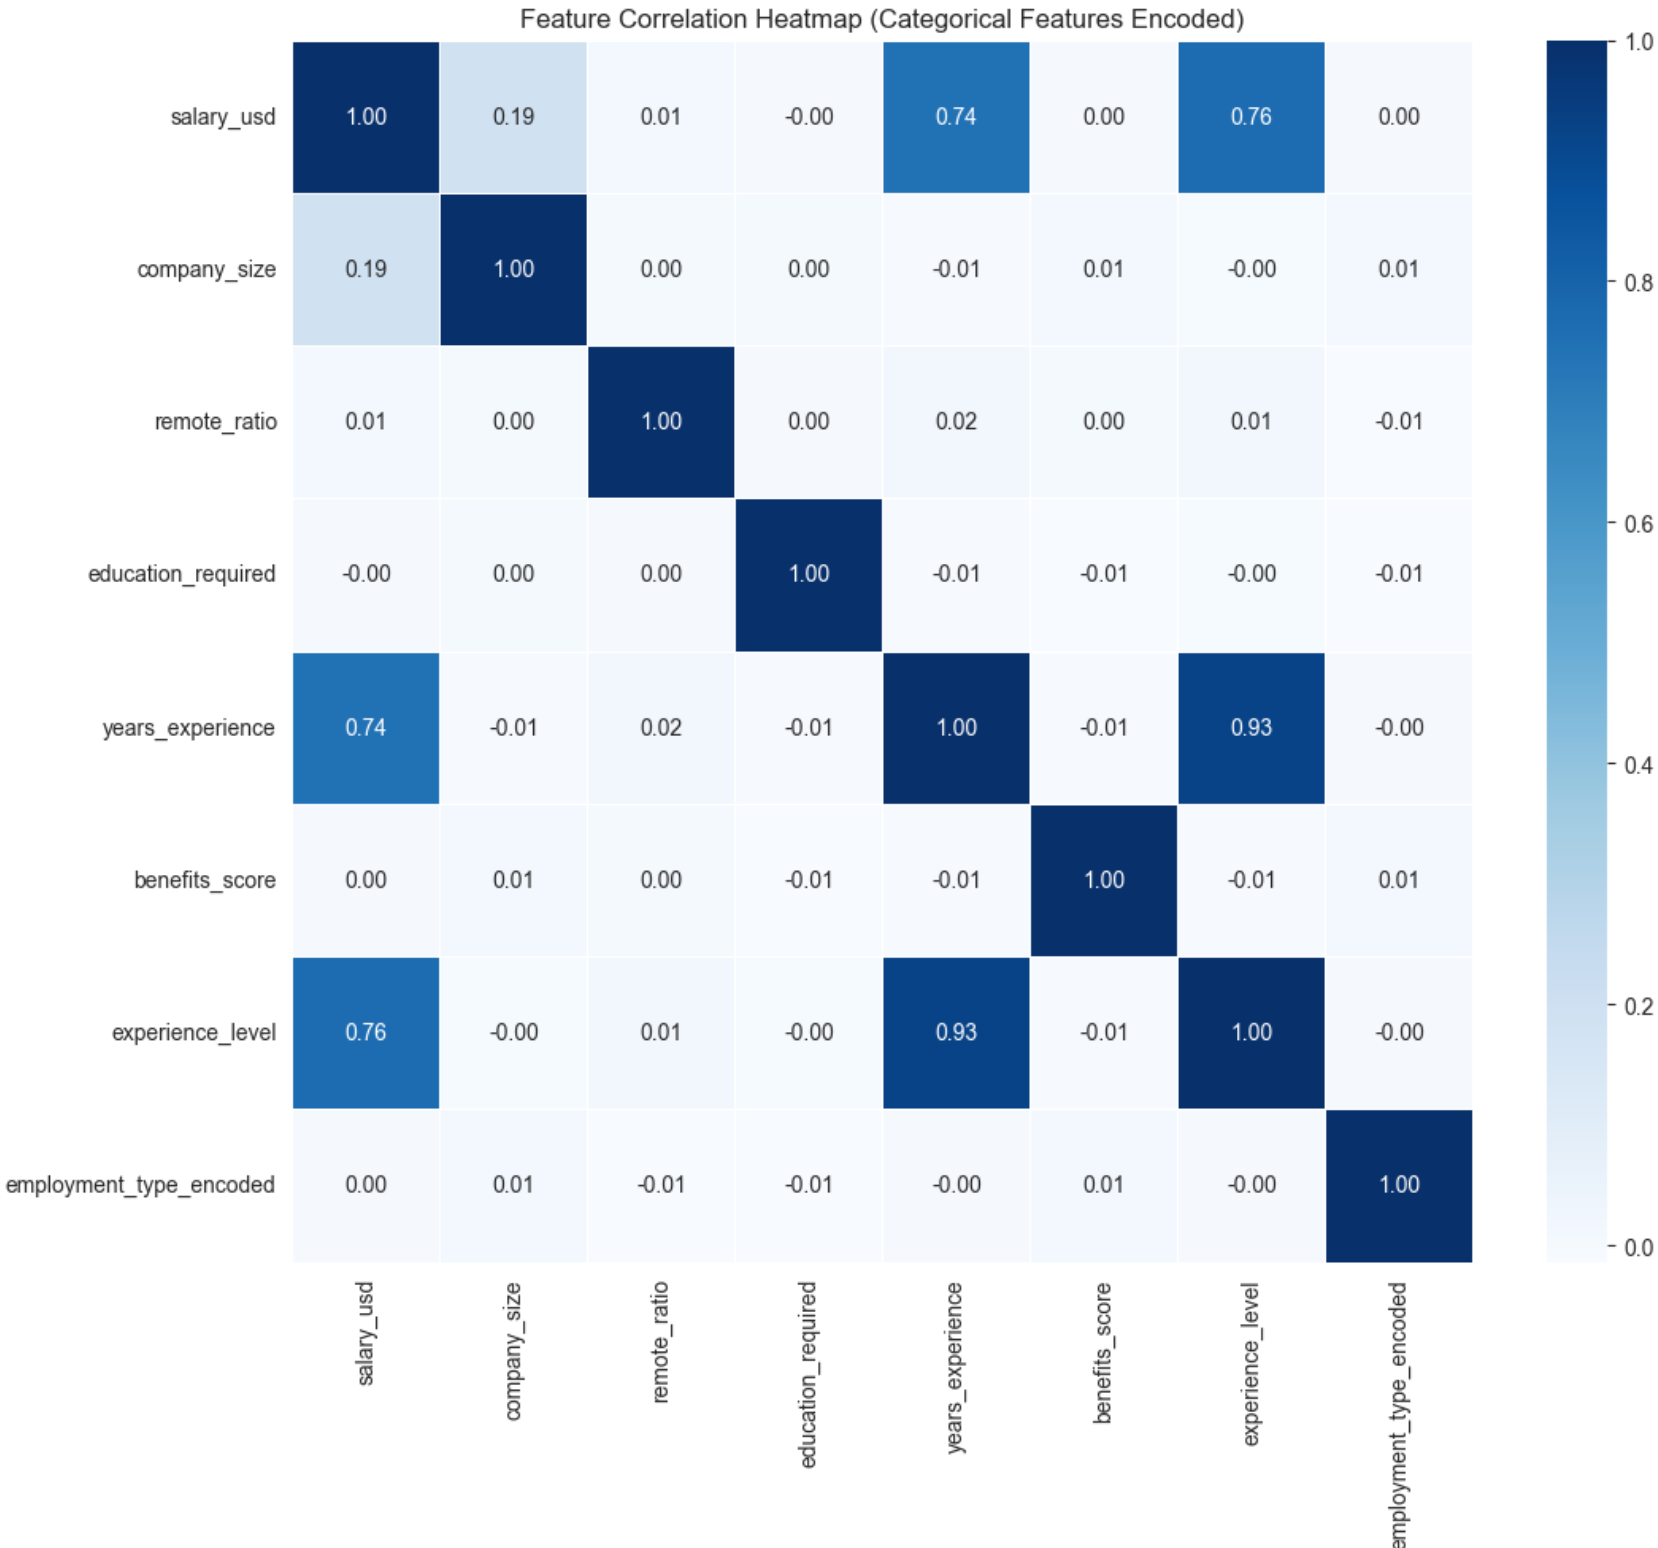 Feature Correlation Heatmap (Categorical Features Encoded)
salary_usd 1.00 0.19 0.01 -0.00 0.74 0.00 0.76 0.00
company_size 0.19 1.00 0.00 0.00 -0.01 0.01 -0.00 0.01
remote_ratio 0.01 0.00 1.00 0.00 0.02 0.00 0.01 -0.01
education_required -0.00 0.00 0.00 1.00 -0.01 -0.01 -0.00 -0.01
years_experience 0.74 -0.01 0.02 -0.01 1.00 -0.01 0.93 -0.00
benefits_score 0.00 0.01 0.00 -0.01 -0.01 1.00 -0.01 0.01
experience_level 0.76 -0.00 0.01 -0.00 0.93 -0.01 1.00 -0.00
employment_type_encoded 0.00 0.01 -0.01 -0.01 -0.00 0.01 -0.00 1.00
salary_usd
company_size
remote_ratio
education_required
years_experience
benefits_score
experience_level
employment_type_encoded
1.0
0.8
0.6
0.4
0.2
0.0